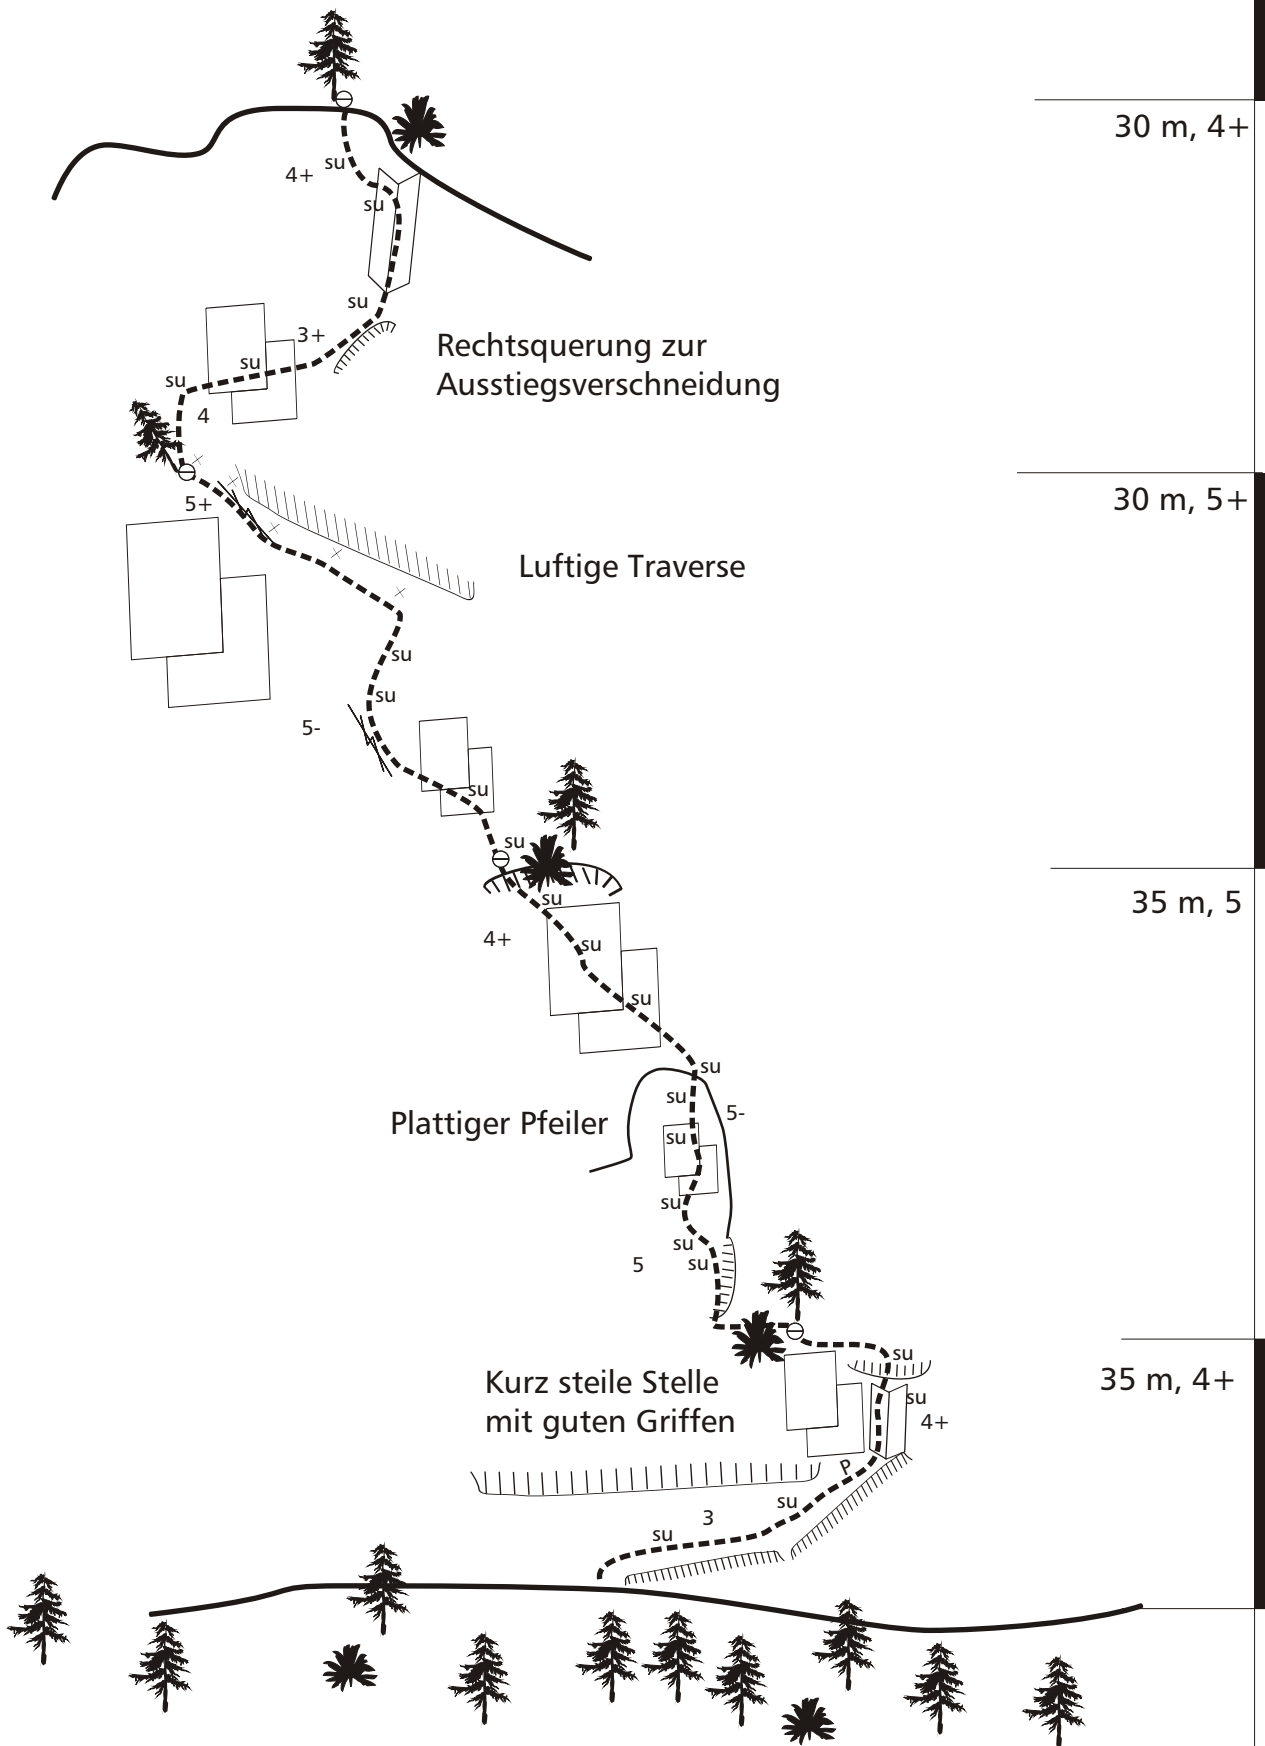 30 m, 4+
su
4+
su
su
3+
Rechtsquerung zur
Ausstiegsverschneidung
su
su
4
5+
30 m, 5+
Luftige Traverse
su
su
5-
su
su
su
35 m, 5
4+
su
su
su
su
5-
Plattiger Pfeiler
su
su
su
5
su
su
Kurz steile Stelle
mit guten Griffen
35 m, 4+
su
4+
P
su
3
su